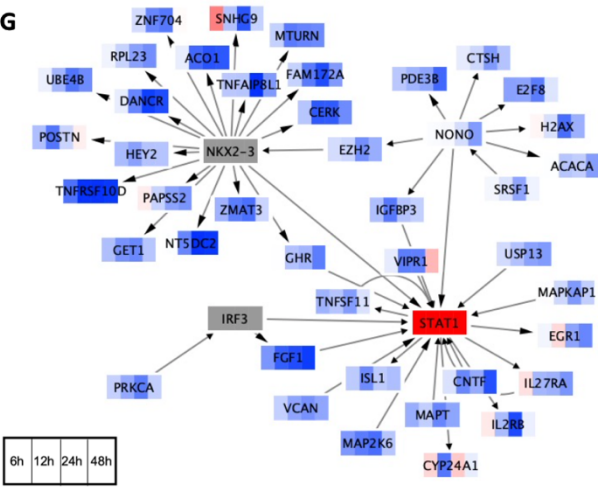 G
ZNF704
SNHG9
MTURN
RPL23
ACO1
CTSH
UBE4B
TNFAIP8L1
FAM172A
PDE3B
E2F8
DANCR
CERK
H2AX
POSTN
NONO
HEY2
NKX2-3
EZH2
ACACA
TNFRSF10D
PAPSS2
SRSF1
ZMAT3
IGFBP3
GET1
NT5DC2
GHR
VIPR1
USP13
TNFSF11
MAPKAP1
IRF3
STAT1
EGR1
FGF1
PRKCA
ISL1
CNTF
IL27RA
VCAN
MAPT
IL2RB
MAP2K6
CYP24A1
6h 12h 24h 48h